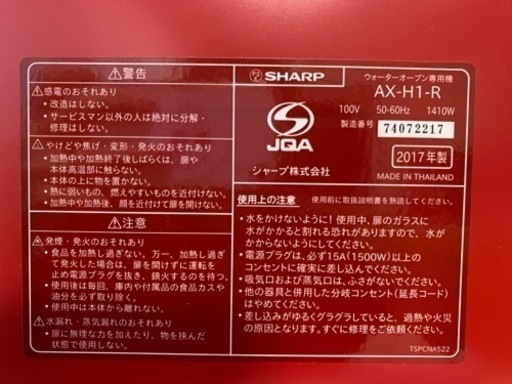 ⚠警告
感電のおそれあり
・改造はしない。
・サービスマン以外の人は絶対に分解・
修理はしない。
やけどや焦げ・変形・発火のおそれあり
・加熱中や加熱終了後しばらくは、扉や
本体高温部に触らない。
・本体の上に物を置かない。
・熱に弱いもの、燃えやすいものを近付けない。
・加熱中や加熱後、顔を近付けて扉を開けない。
⚠注意
発煙・発火のおそれあり
・食品を加熱し過ぎない。万一、加熱し過ぎ
て発煙した場合は、扉を開けずに運転を
止め電源プラグを抜き、鎮火するのを待つ。
・使用後は毎回、庫内や付属品の食品カスや
油分を必ず取り除く。
・使用中は本体から離れない。
水漏れ・蒸気漏れのおそれあり
・扉に無理な力を加えたり、物を挟んだ
状態で使用しない。
SHARP
ウォーターオーブン専用機
AX-H1-R
100V 50-60Hz 1410W
製造番号 74072217
JQA
シャープ株式会社
2017年製
MADE IN THAILAND
使用上の注意 使用前に取扱説明書を熟読してください。
・水をかけないように!使用中、扉のガラスに
水がかかると割れる恐れがありますので、水が
かからないようにしてください。
・電源プラグは、必ず15A(1500W)以上の
コンセントに確実に差し込んでください。
・吸気口および蒸気口は、ふさがないでください。
・他の器具と併用した分岐コンセント(延長コード)
はやめてください。
・差し込みがゆるくグラグラしていると、過熱や火災
の原因となります。すぐに修理をご依頼ください。
TSPCNA522